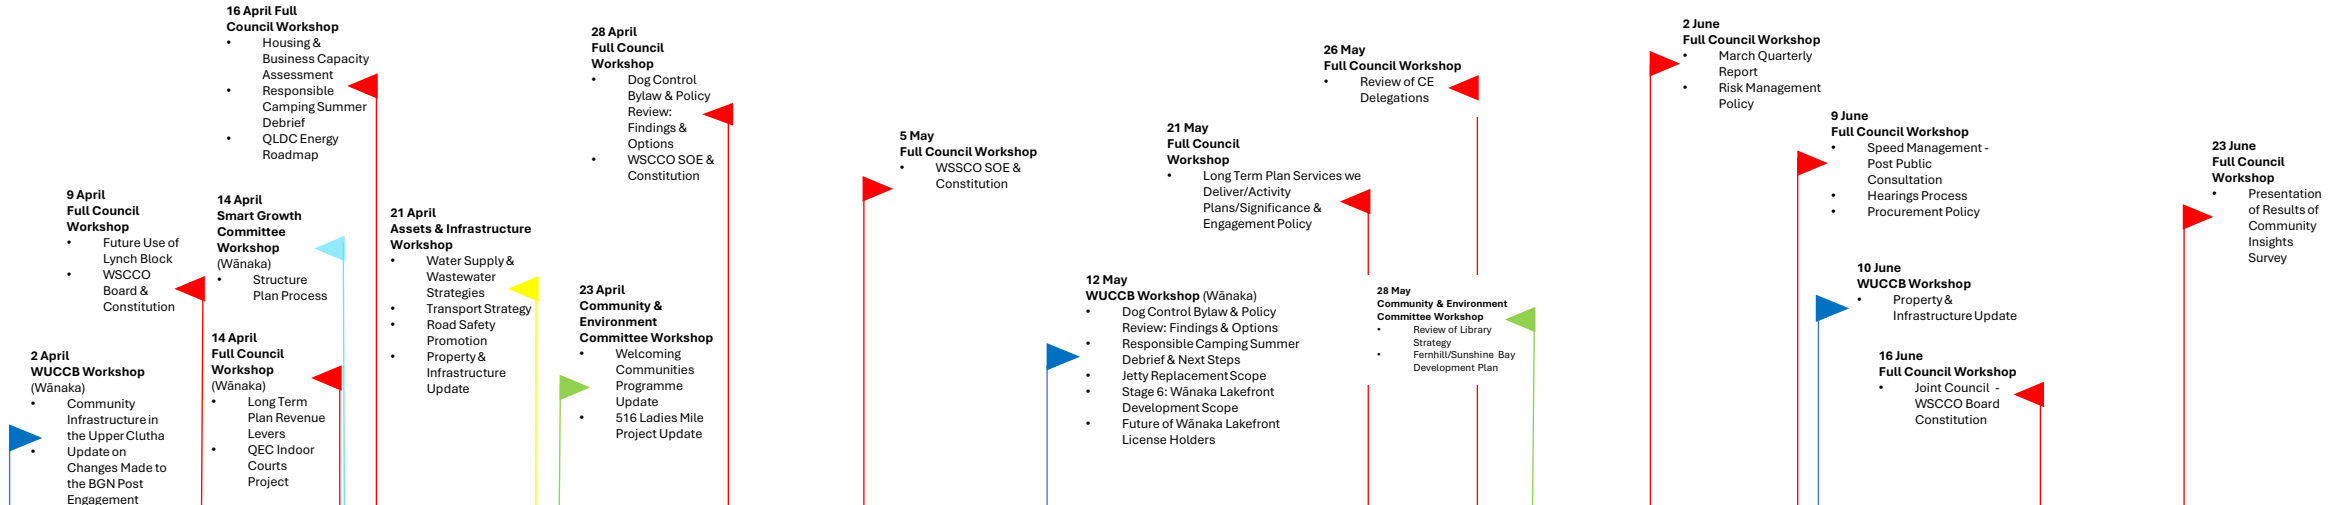 16 April Full
Council Workshop
• Housing &
Business Capacity
Assessment
• Responsible
Camping Summer
Debrief
• QLDC Energy
Roadmap
28 April
Full Council
Workshop
• Dog Control
Bylaw & Policy
Review:
Findings &
Options
• WSCCO SOE &
Constitution
26 May
Full Council Workshop
• Review of CE
Delegations
2 June
Full Council Workshop
• March Quarterly
Report
• Risk Management
Policy
5 May
Full Council Workshop
• WSSCO SOE &
Constitution
21 May
Full Council
Workshop
• Long Term Plan Services we
Deliver/Activity
Plans/Significance &
Engagement Policy
9 June
Full Council Workshop
• Speed Management -
Post Public
Consultation
• Hearings Process
• Procurement Policy
23 June
Full Council
Workshop
• Presentation
of Results of
Community
Insights
Survey
9 April
Full Council
Workshop
• Future Use of
Lynch Block
• WSCCO
Board &
Constitution
14 April
Smart Growth
Committee
Workshop
(Wānaka)
• Structure
Plan Process
21 April
Assets & Infrastructure
Workshop
• Water Supply &
Wastewater
Strategies
• Transport Strategy
• Road Safety
Promotion
• Property &
Infrastructure
Update
23 April
Community &
Environment
Committee Workshop
• Welcoming
Communities
Programme
Update
• 516 Ladies Mile
Project Update
12 May
WUCCB Workshop (Wānaka)
• Dog Control Bylaw & Policy
Review: Findings & Options
• Responsible Camping Summer
Debrief & Next Steps
• Jetty Replacement Scope
• Stage 6: Wānaka Lakefront
Development Scope
• Future of Wānaka Lakefront
License Holders
28 May
Community & Environment
Committee Workshop
• Review of Library
Strategy
• Fernhill/Sunshine Bay
Development Plan
10 June
WUCCB Workshop
• Property &
Infrastructure Update
16 June
Full Council Workshop
• Joint Council -
WSCCO Board
Constitution
2 April
WUCCB Workshop
(Wānaka)
• Community
Infrastructure in
the Upper Clutha
• Update on
Changes Made to
the BGN Post
Engagement
14 April
Full Council
Workshop
(Wānaka)
• Long Term
Plan Revenue
Levers
• QEC Indoor
Courts
Project